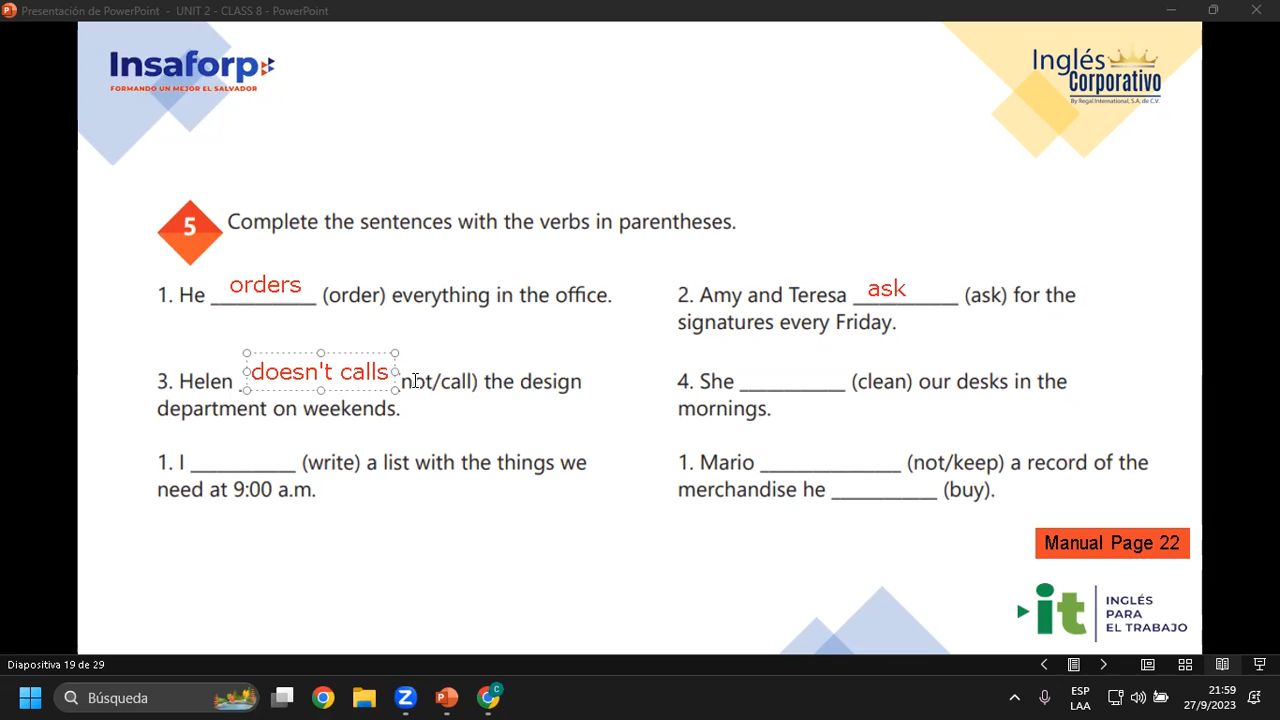 Presentación de PowerPoint - UNIT 2 - CLASS 8 - PowerPoint
Insaforp
FORMANDO UN MEJOR EL SALVADOR
Inglés
Corporativo
By Regal International, S.A. de C.V.
5 Complete the sentences with the verbs in parentheses.
1. He __________ (order) everything in the office.
orders
2. Amy and Teresa __________ (ask) for the
ask
signatures every Friday.
3. Helen doesn't calls not/call) the design
department on weekends.
4. She __________ (clean) our desks in the
mornings.
1. I __________ (write) a list with the things we
need at 9:00 a.m.
1. Mario _____________ (not/keep) a record of the
merchandise he __________ (buy).
Manual Page 22
it
INGLÉS
PARA
EL TRABAJO
Diapositiva 19 de 29
Búsqueda
ESP
LAA
21:59
27/9/2023